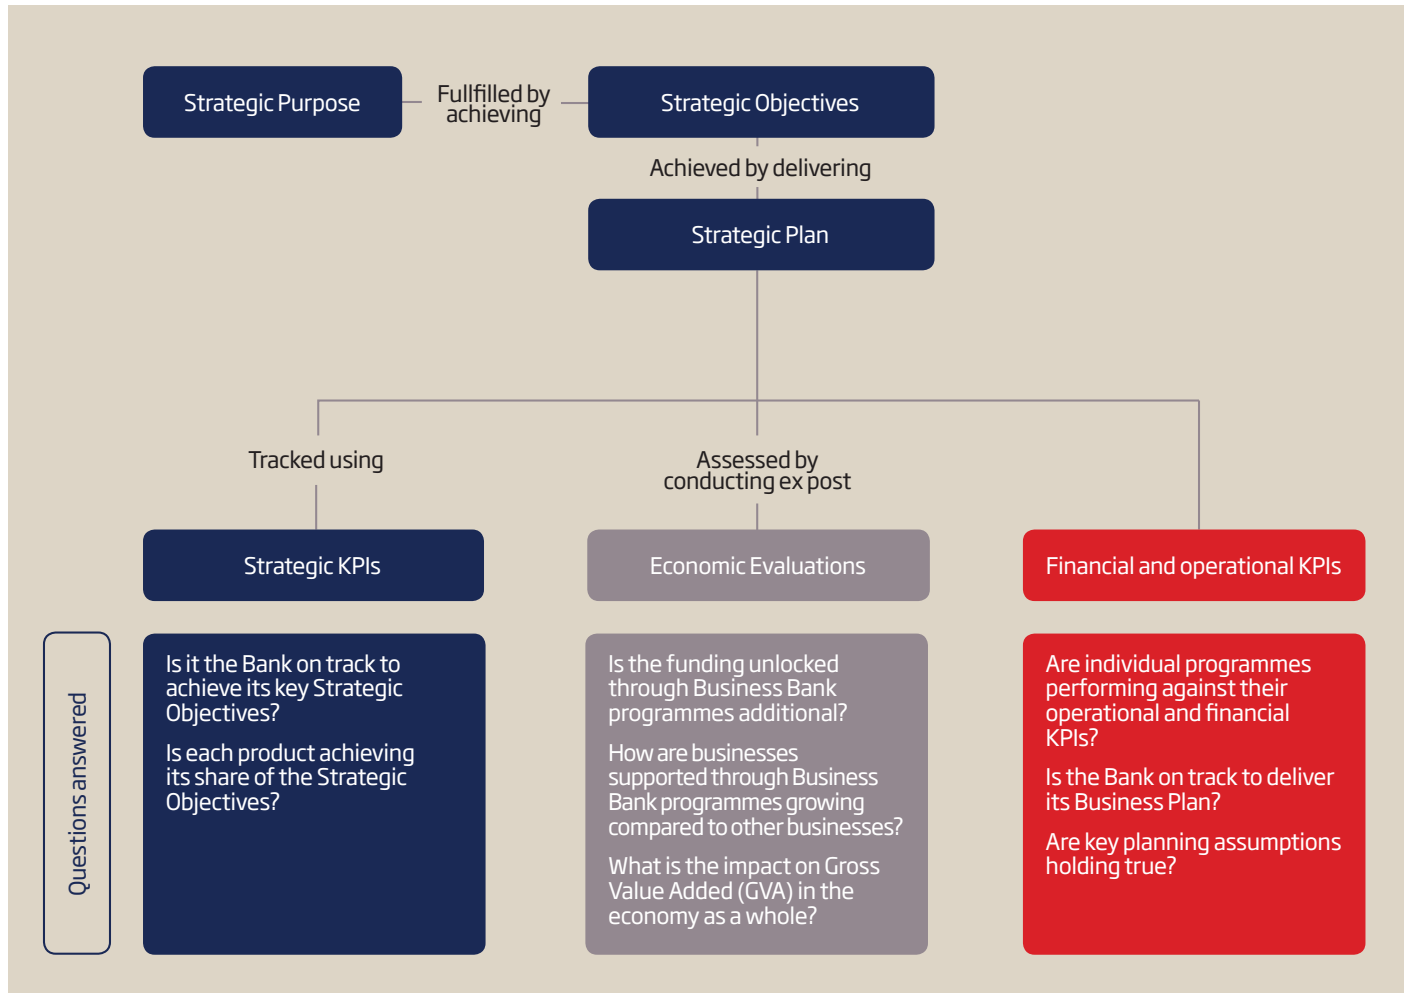 Strategic Purpose
Fullfilled by
achieving
Strategic Objectives
Achieved by delivering
Strategic Plan
Tracked using
Assessed by
conducting ex post
Strategic KPIs
Economic Evaluations
Financial and operational KPIs
Questions answered
Is it the Bank on track to
achieve its key Strategic
Objectives?
Is each product achieving
its share of the Strategic
Objectives?
Is the funding unlocked
through Business Bank
programmes additional?
How are businesses
supported through Business
Bank programmes growing
compared to other businesses?
What is the impact on Gross
Value Added (GVA) in the
economy as a whole?
Are individual programmes
performing against their
operational and financial
KPIs?
Is the Bank on track to deliver
its Business Plan?
Are key planning assumptions
holding true?